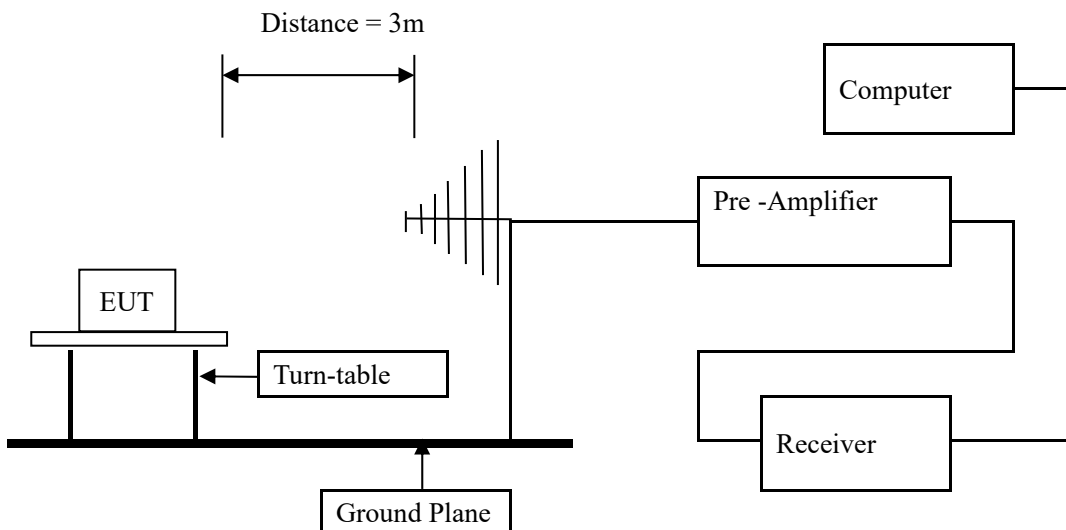 Distance = 3m
Computer
Pre -Amplifier
EUT
Turn-table
Receiver
Ground Plane